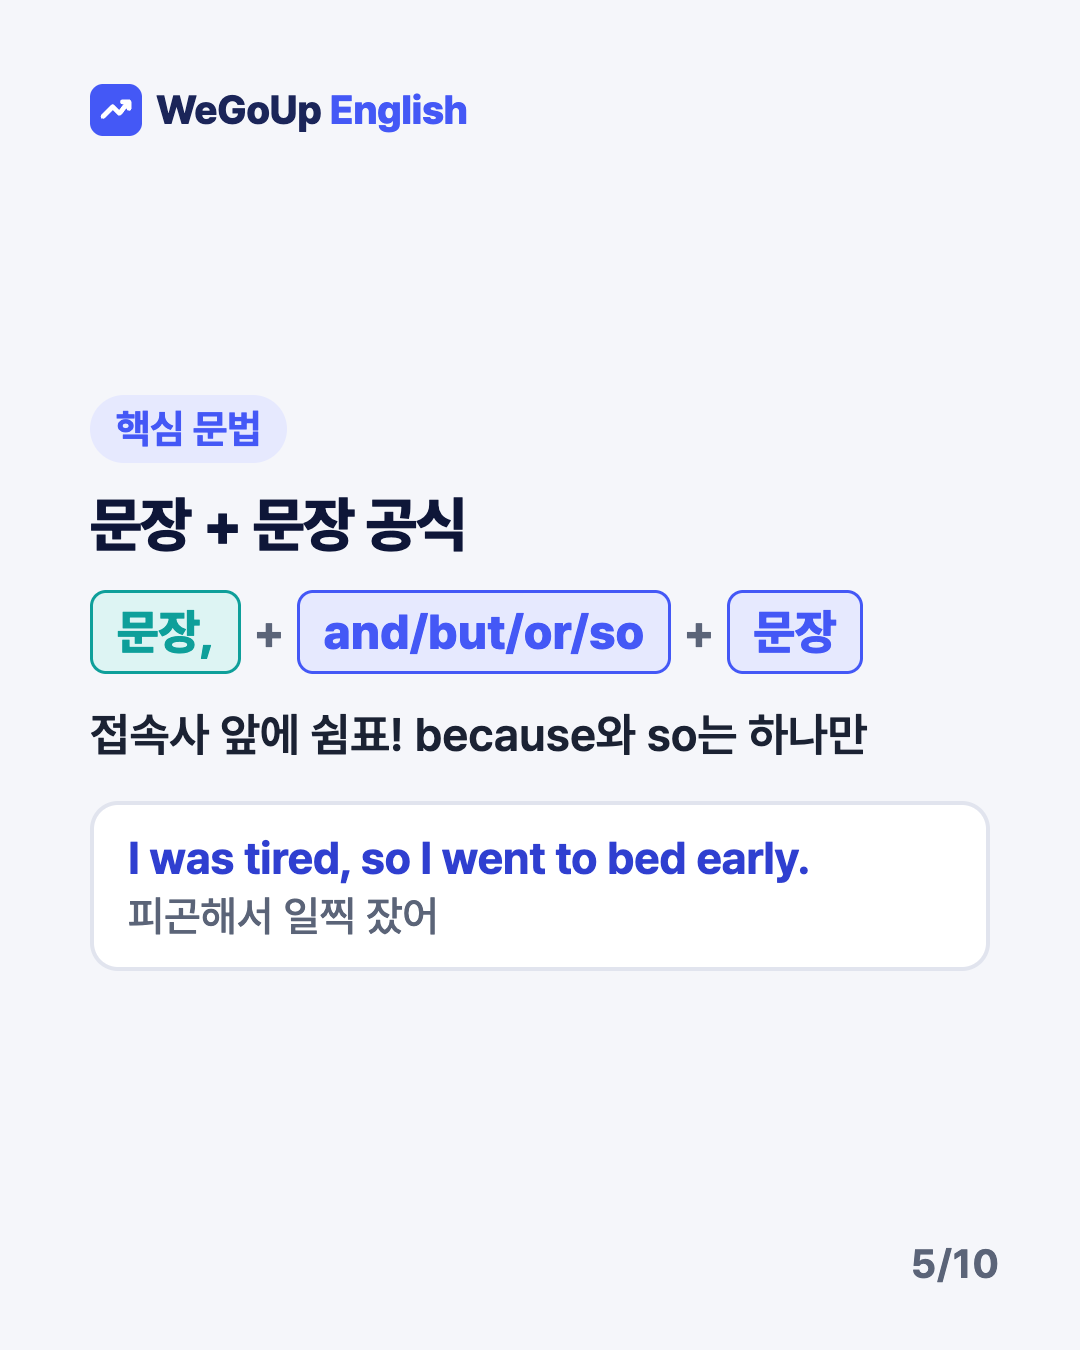 WeGoUp English
핵심 문법
문장 + 문장 공식
문장, + and/but/or/so + 문장
접속사 앞에 쉼표! because와 so는 하나만
I was tired, so I went to bed early.
피곤해서 일찍 잤어
5/10